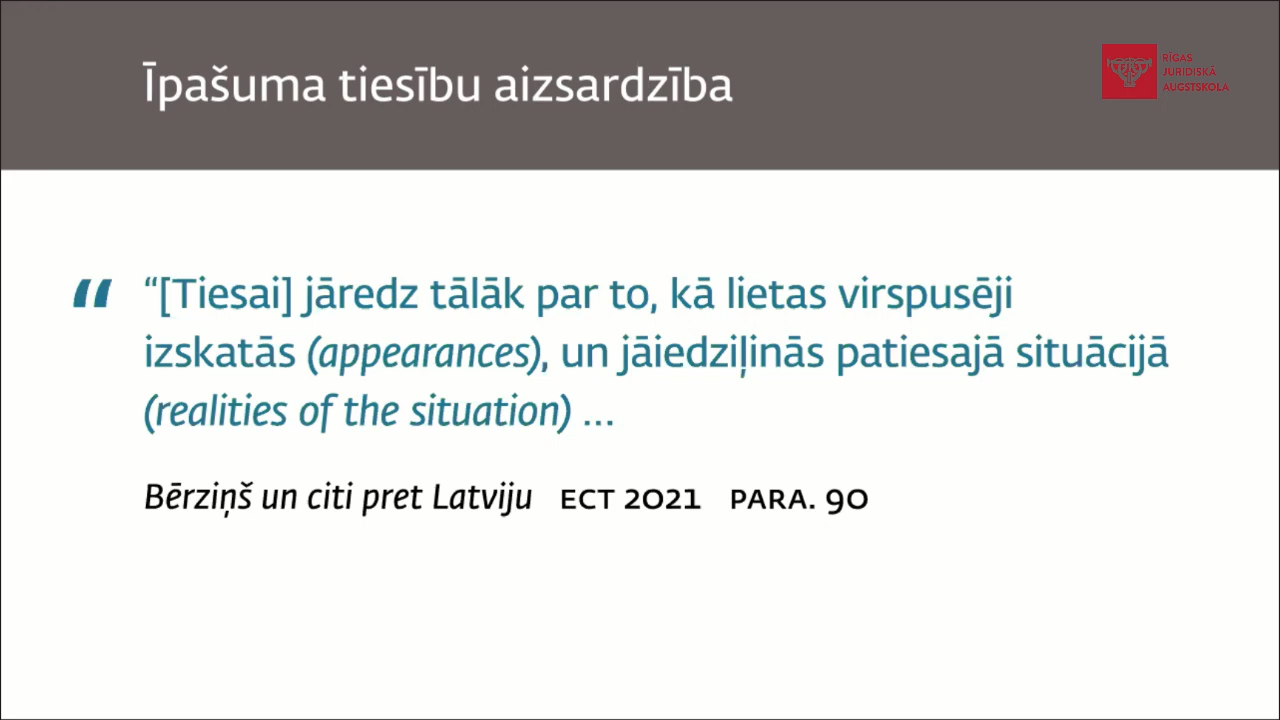 Īpašuma tiesību aizsardzība
RĪGAS
JURIDISKĀ
AUGSTSKOLA
“
“[Tiesai] jāredz tālāk par to, kā lietas virspusēji
izskatās (appearances), un jāiedziļinās patiesajā situācijā
(realities of the situation) ...
Bērziņš un citi pret Latviju ECT 2021 PARA. 90